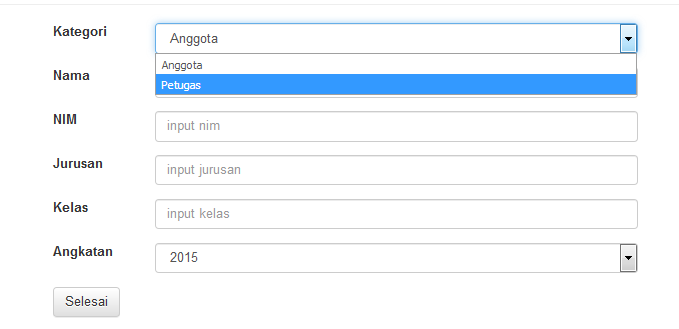 Kategori Anggota
Anggota
Nama
Petugas
NIM input nim
Jurusan input jurusan
Kelas input kelas
Angkatan 2015
Selesai